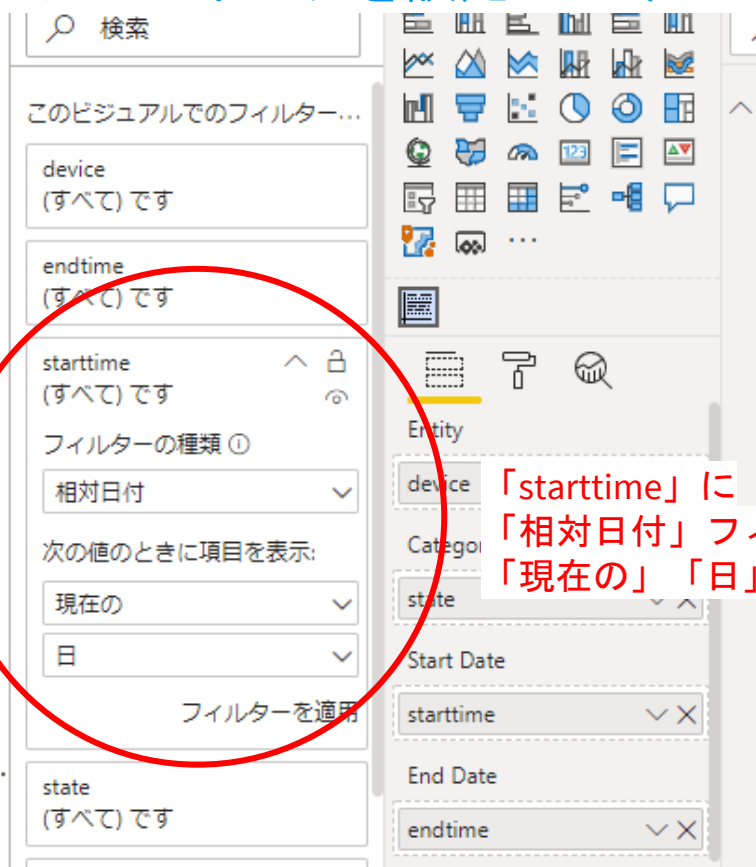 検索
このビジュアルでのフィルター...
device
(すべて) です
endtime
(すべて) です
starttime
(すべて) です
フィルターの種類
相対日付
次の値のときに項目を表示:
現在の
日
フィルターを適用
state
(すべて) です
123
Entity
device
Catego
state
Start Date
starttime
End Date
endtime
「starttime」に
「相対日付」フィ
「現在の」「日」